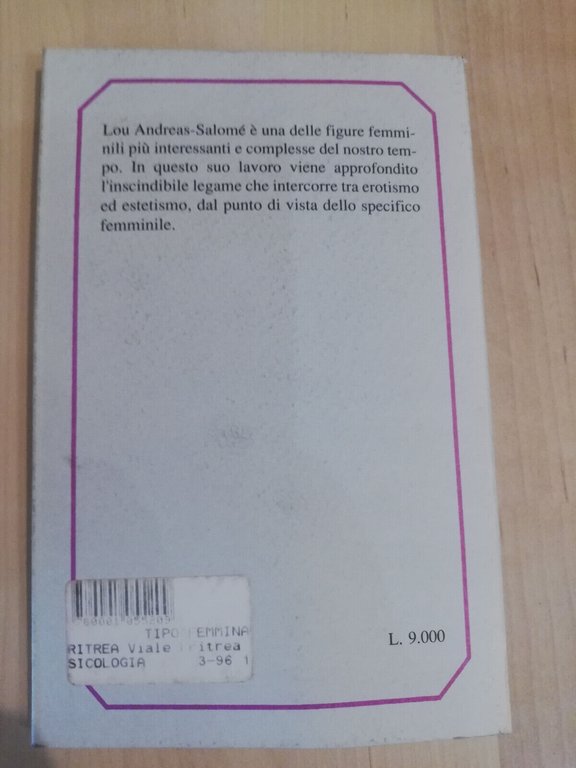 Lou Andreas-Salomé è una delle figure femmi-
nili più interessanti e complesse del nostro tem-
po. In questo suo lavoro viene approfondito
l'inscindibile legame che intercorre tra erotismo
ed estetismo, dal punto di vista dello specifico
femminile.
TIPO FEMMINA
RITREA Viale ritrea
SICOLOGIA 3-96 1
L. 9.000